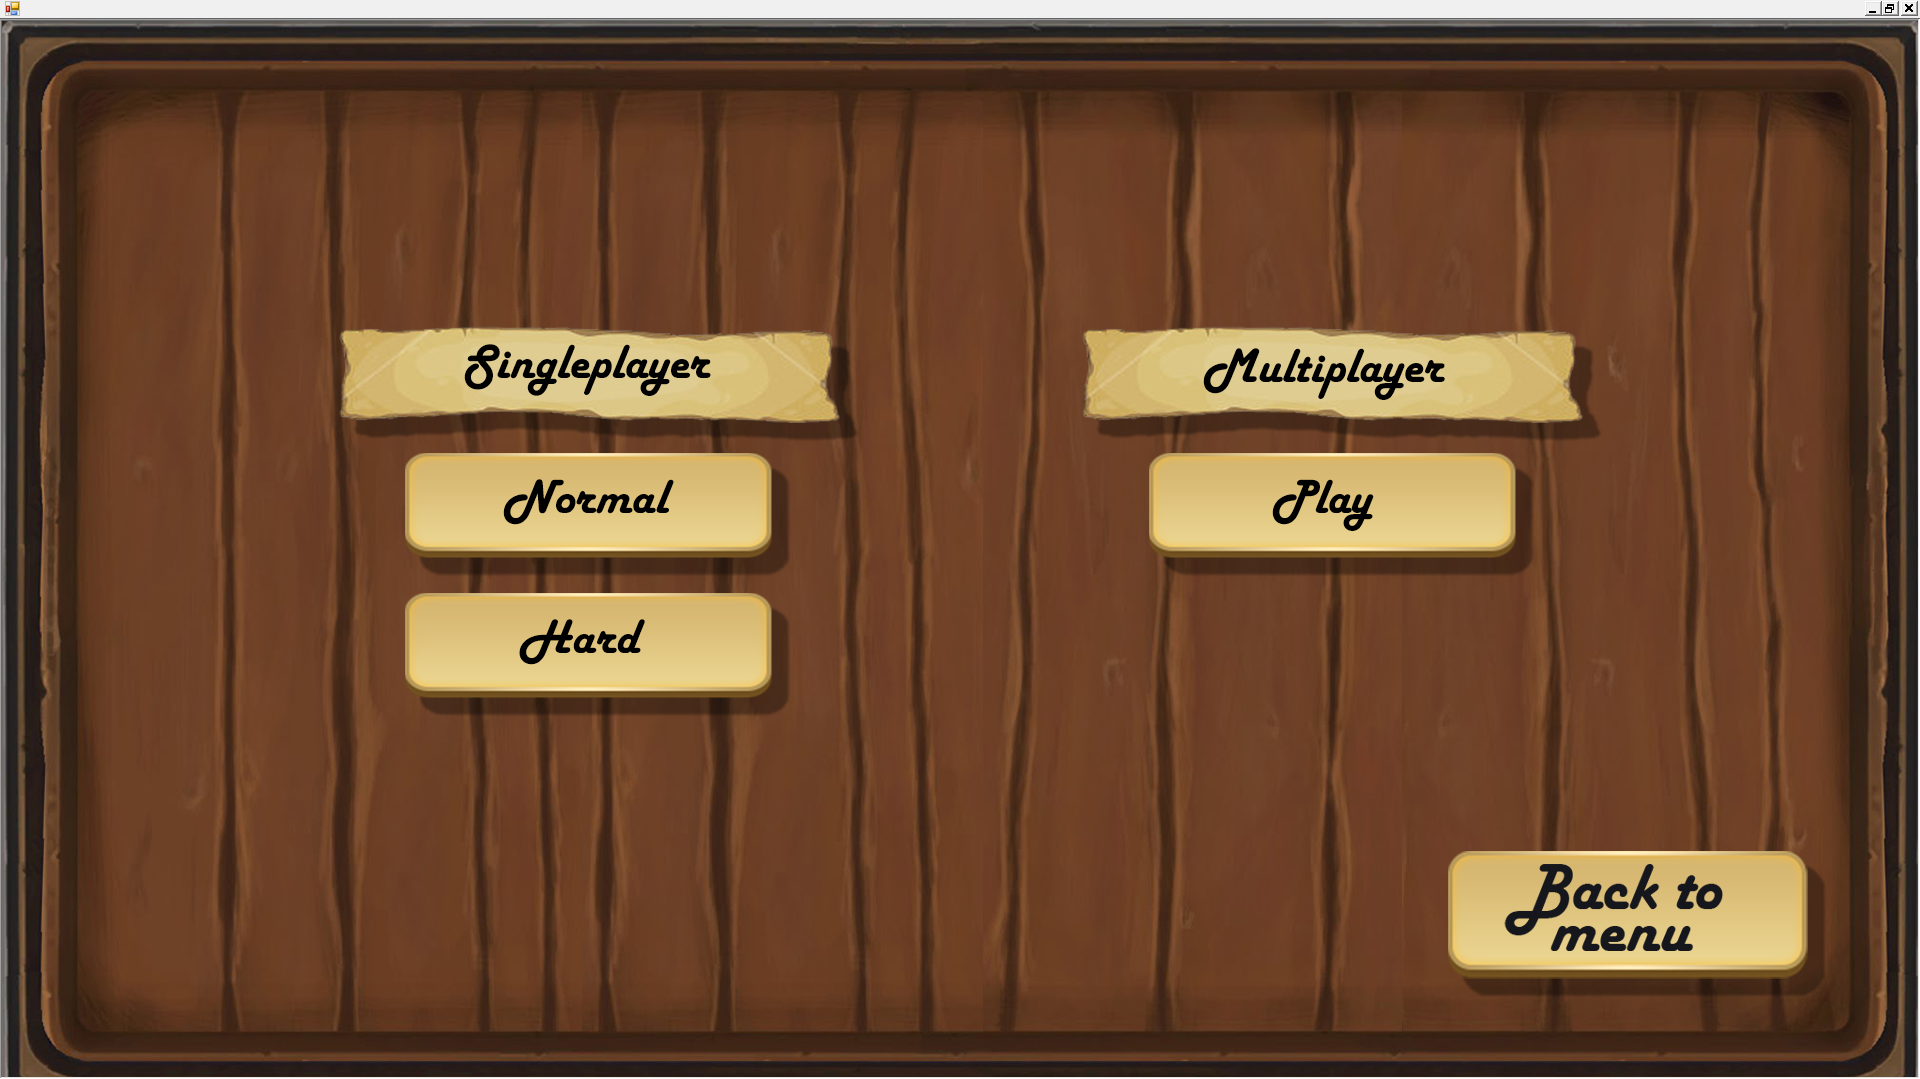 Singleplayer
Normal
Hard
Multiplayer
Play
Back to
menu